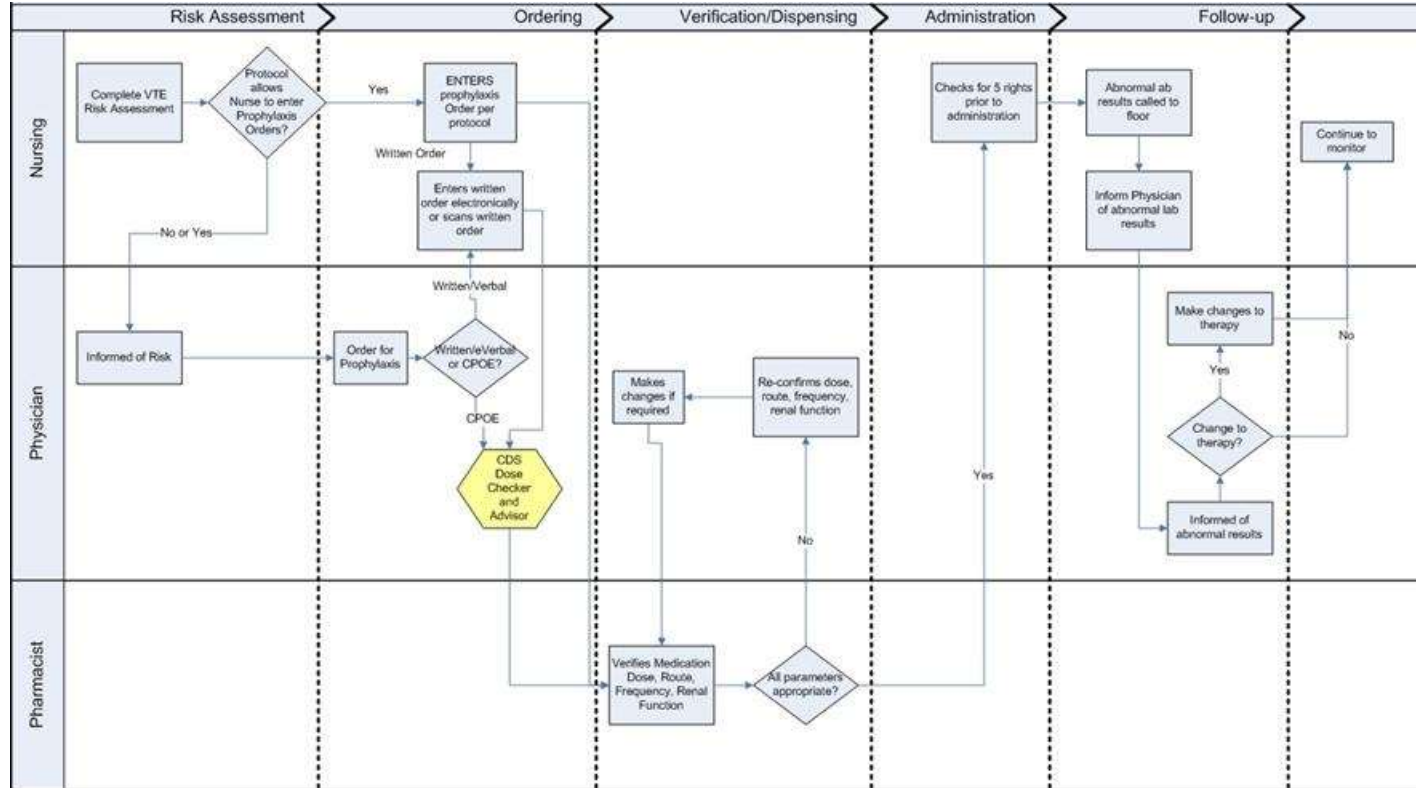 Risk Assessment
Ordering
Verification/Dispensing
Administration
Follow-up
Nursing
Complete VTE
Risk Assessment
Protocol
allows
Nurse to enter
Prophylaxis
Orders?
Yes
ENTERS
prophylaxis
Order per
protocol
Written Order
Enters written
order electronically
or scans written
order
No or Yes
Checks for 5 rights
prior to
administration
Abnormal ab
results called to
floor
Inform Physician
of abnormal lab
results
Continue to
monitor
Physician
Informed of Risk
Order for
Prophylaxis
Written/Verbal
Written/eVerbal
or CPOE?
CPOE
CDS
Dose
Checker
and
Advisor
Makes
changes if
required
Re-confirms dose,
route, frequency,
renal function
No
Yes
Make changes to
therapy
Yes
Change to
therapy?
No
Informed of
abnormal results
Pharmacist
Verifies Medication
Dose, Route,
Frequency, Renal
Function
All parameters
appropriate?